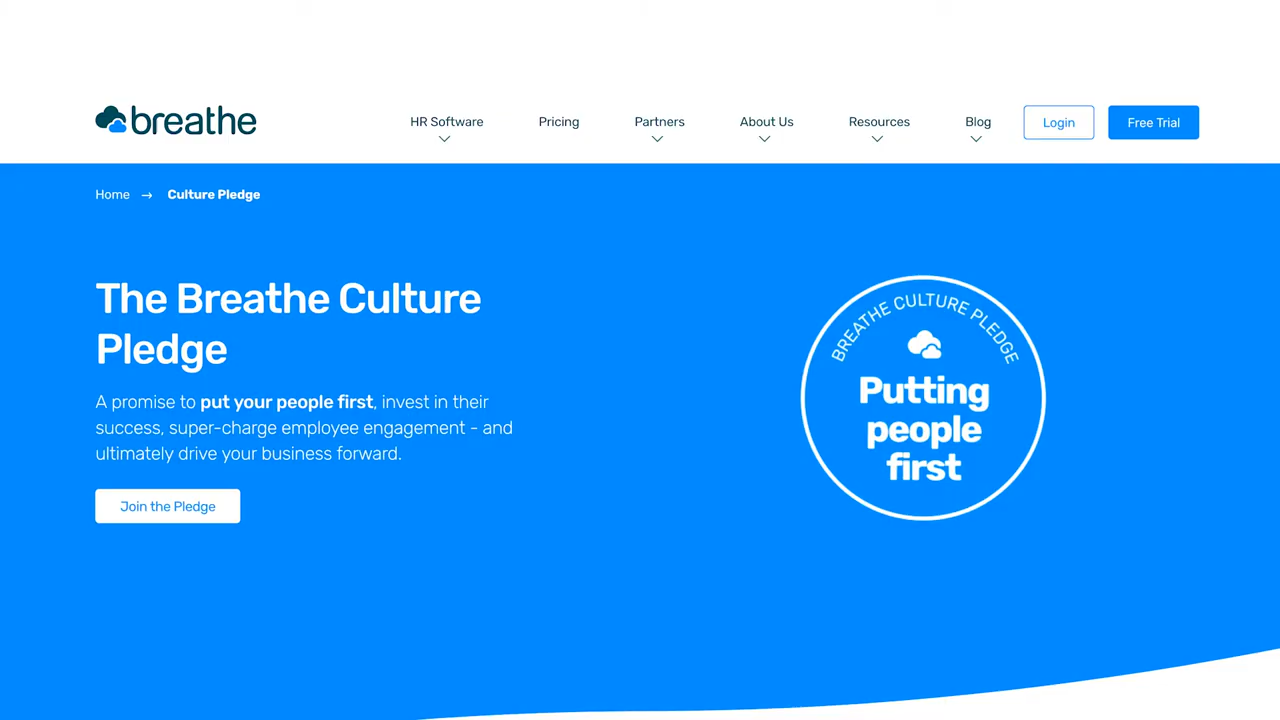 breathe
HR Software
Pricing
Partners
About Us
Resources
Blog
Login
Free Trial
Home → Culture Pledge
The Breathe Culture
Pledge
A promise to put your people first, invest in their
success, super-charge employee engagement - and
ultimately drive your business forward.
Join the Pledge
BREATHE CULTURE PLEDGE
Putting
people
first